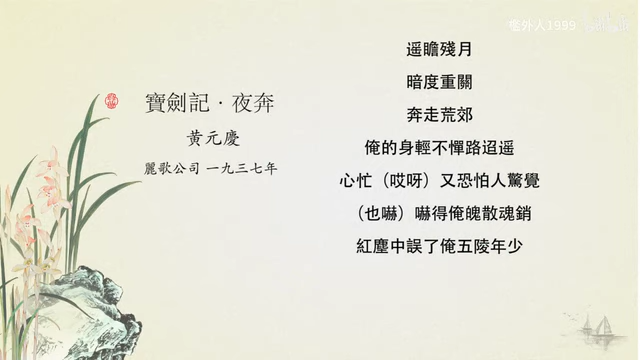 寶劍記·夜奔
黄元慶
麗歌公司 一九三七年
遥瞻殘月
暗度重關
奔走荒郊
俺的身輕不憚路迢遥
心忙（哎呀）又恐怕人驚覺
（也嚇）嚇得俺魄散魂銷
紅塵中誤了俺五陵年少